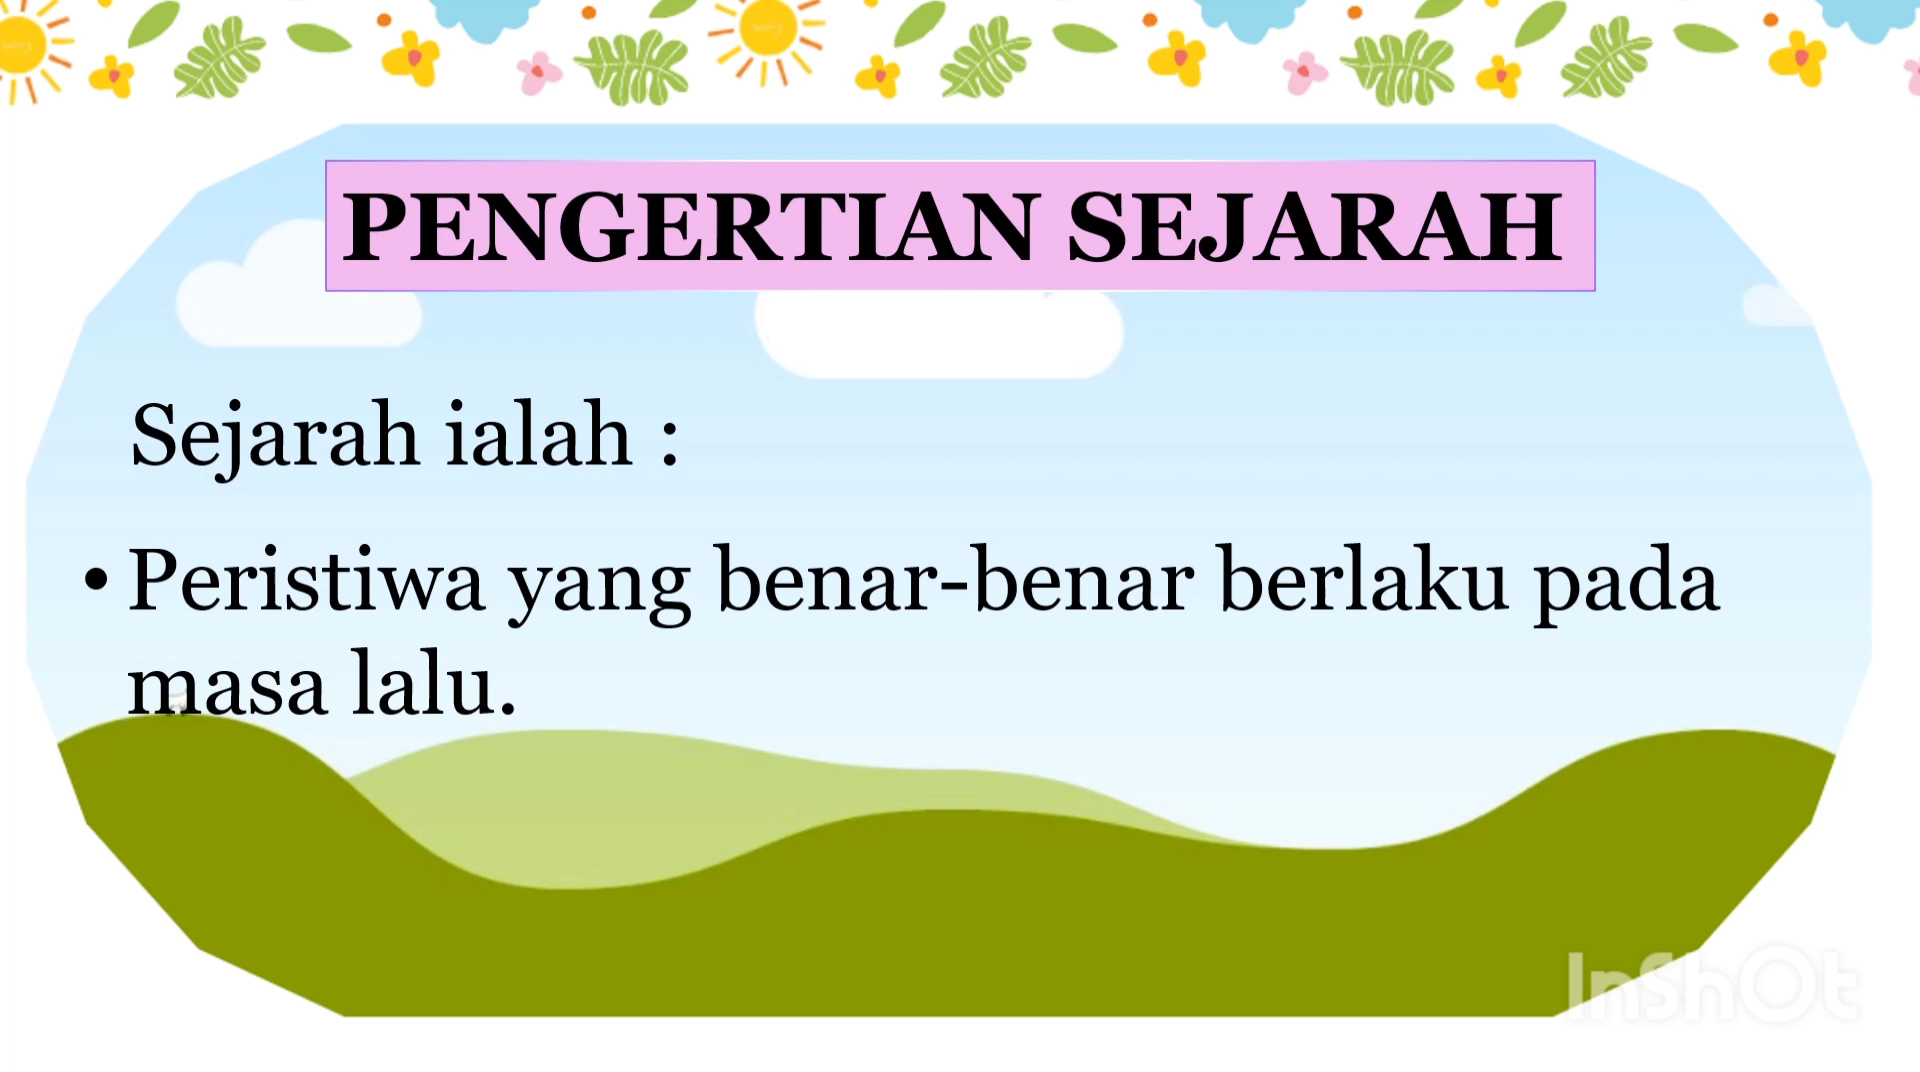 PENGERTIAN SEJARAH
Sejarah ialah :
• Peristiwa yang benar-benar berlaku pada
masa lalu.
InShOt